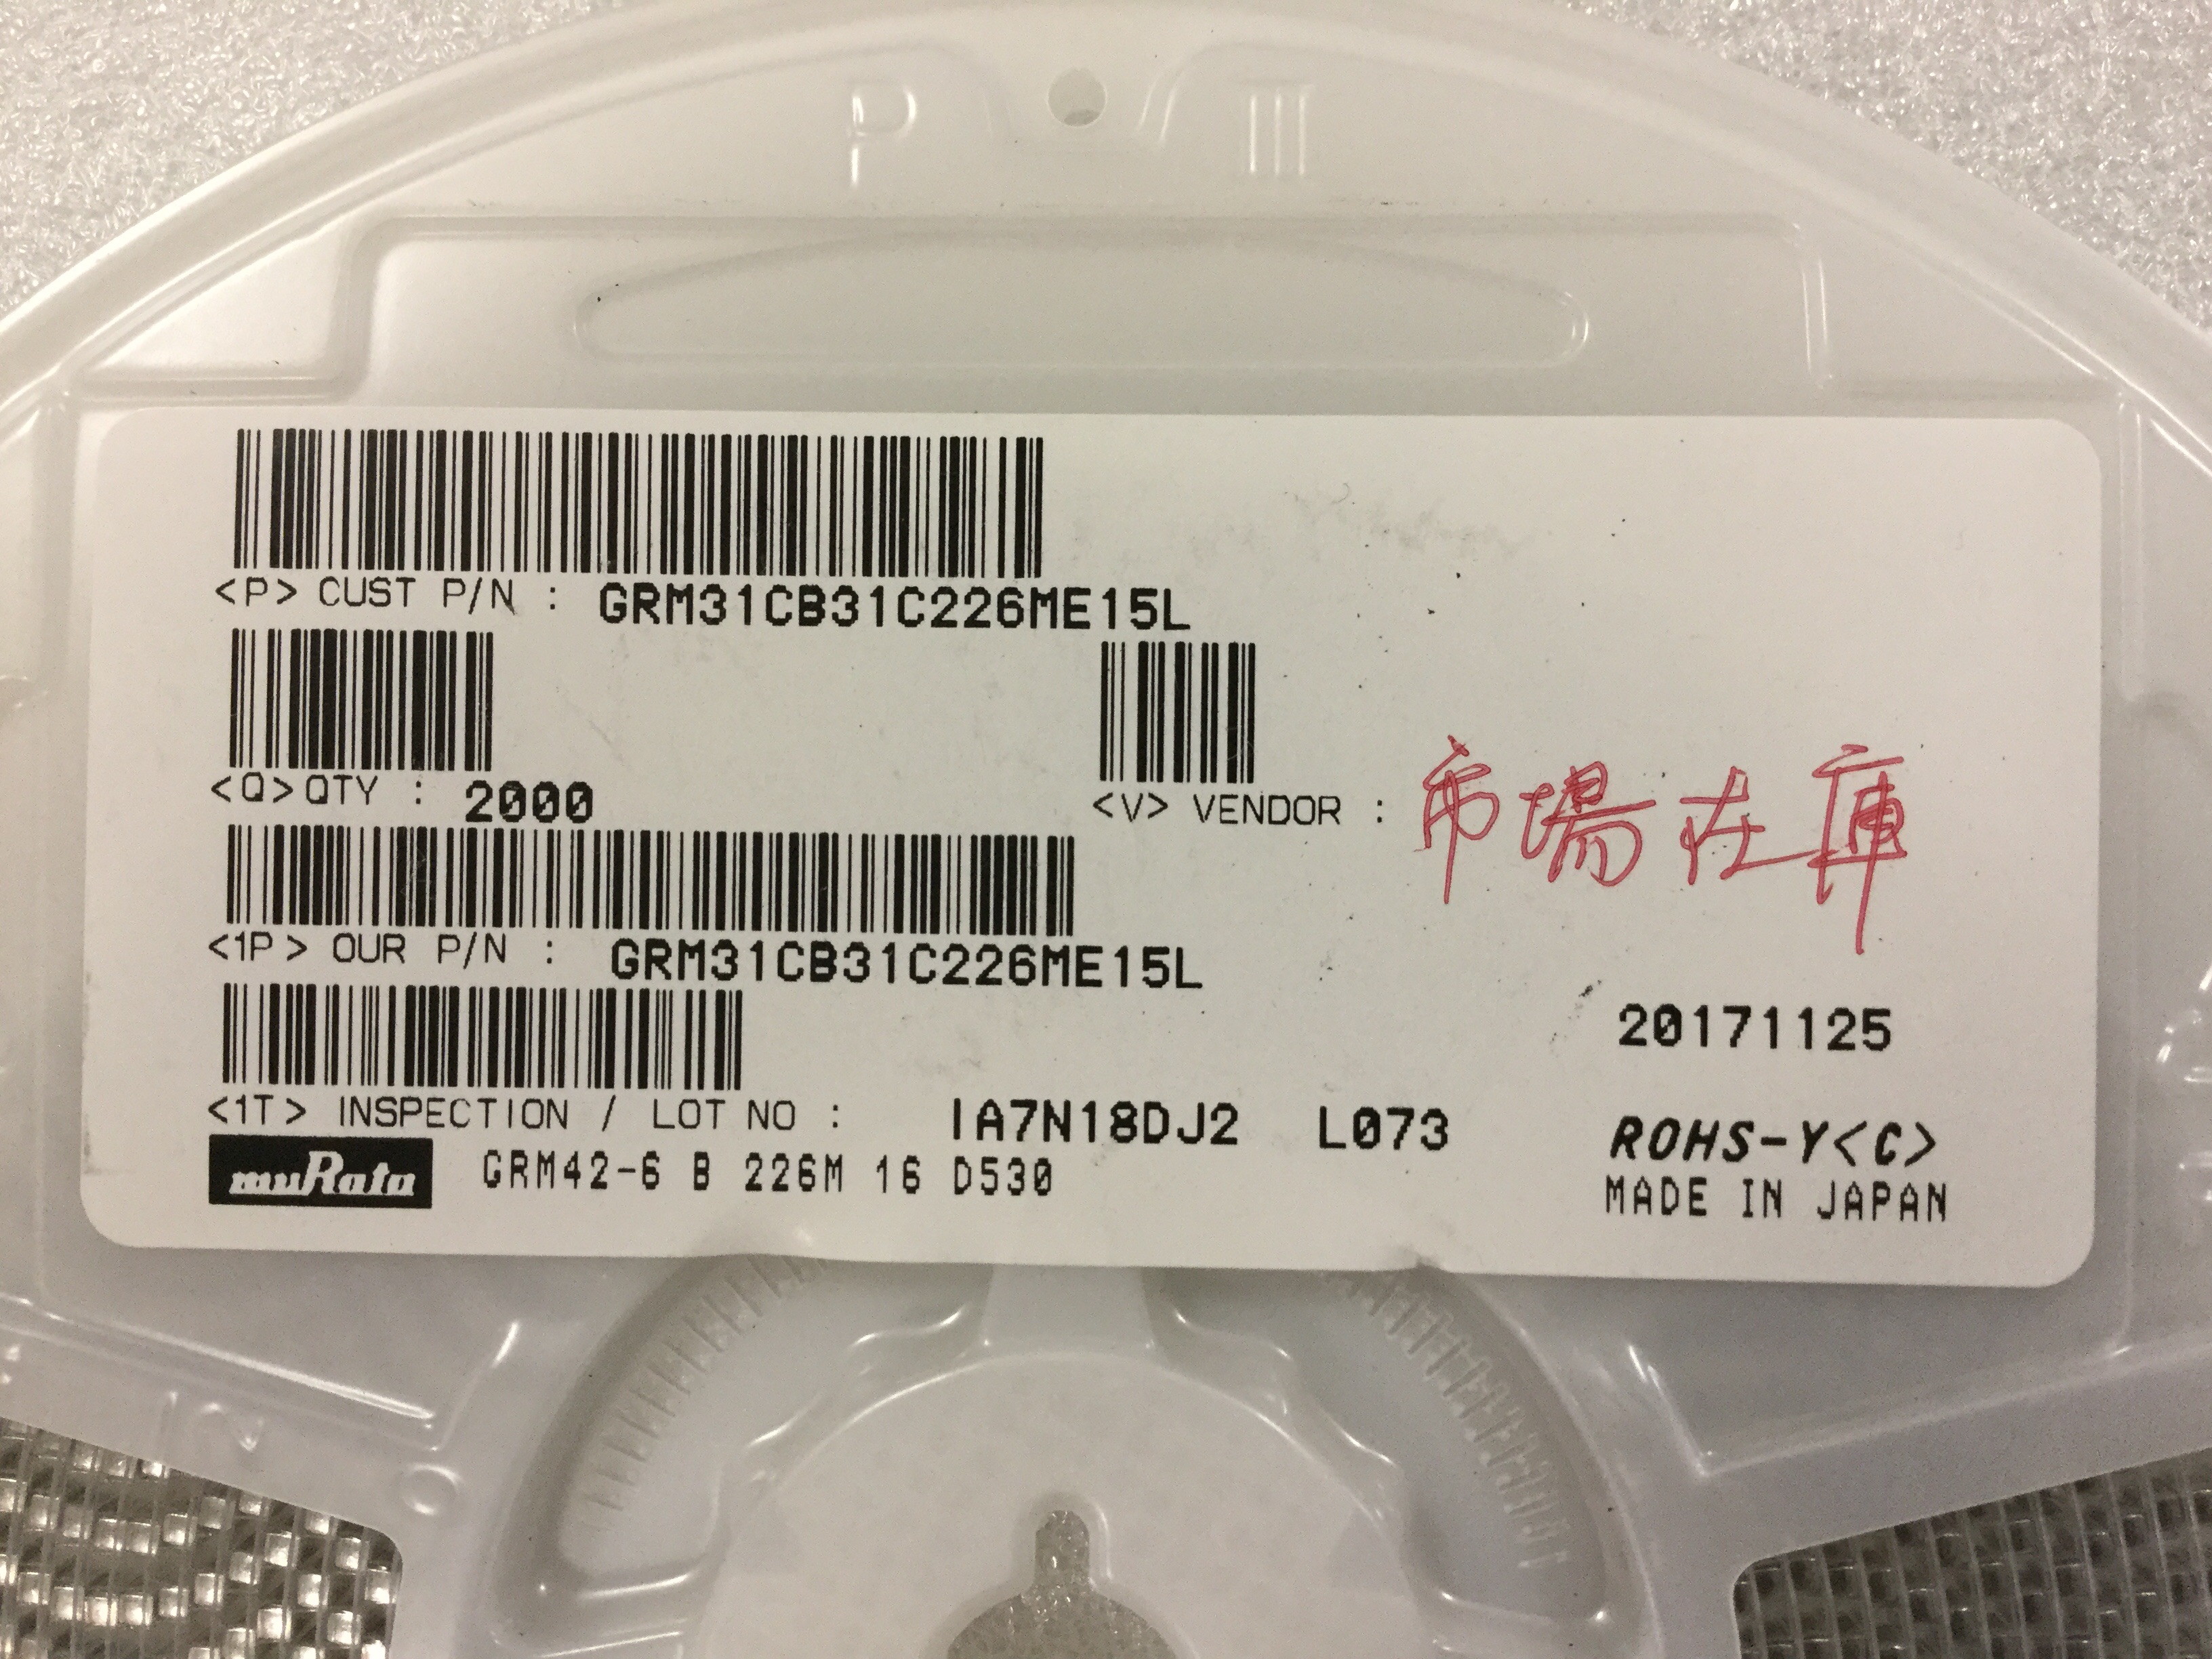 P III
<P> CUST P/N : GRM31CB31C226ME15L
<Q> QTY : 2000
<V> VENDOR : 市場在庫
<1P> OUR P/N : GRM31CB31C226ME15L
20171125
<1T> INSPECTION / LOT NO : IA7N18DJ2 L073
ROHS-Y<C>
muRata GRM42-6 B 226M 16 D530
MADE IN JAPAN